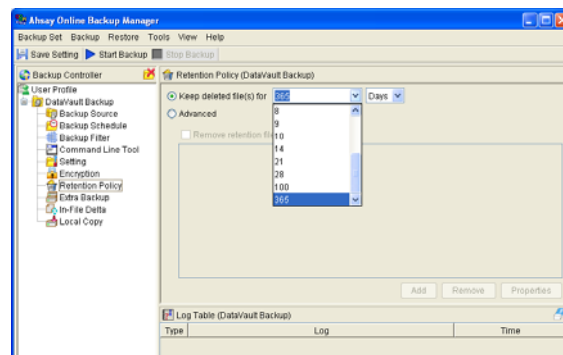 Ahsay Online Backup Manager
Backup Set Backup Restore Tools View Help
Save Setting Start Backup Stop Backup
Backup Controller
User Profile
DataVault Backup
Backup Source
Backup Schedule
Backup Filter
Command Line Tool
Setting
Encryption
Retention Policy
Extra Backup
In-File Delta
Local Copy
Retention Policy (DataVault Backup)
Keep deleted file(s) for 365 Days
Advanced
Remove retention fil
8
9
10
14
21
28
100
365
Add Remove Properties
Log Table (DataVault Backup)
Type Log Time